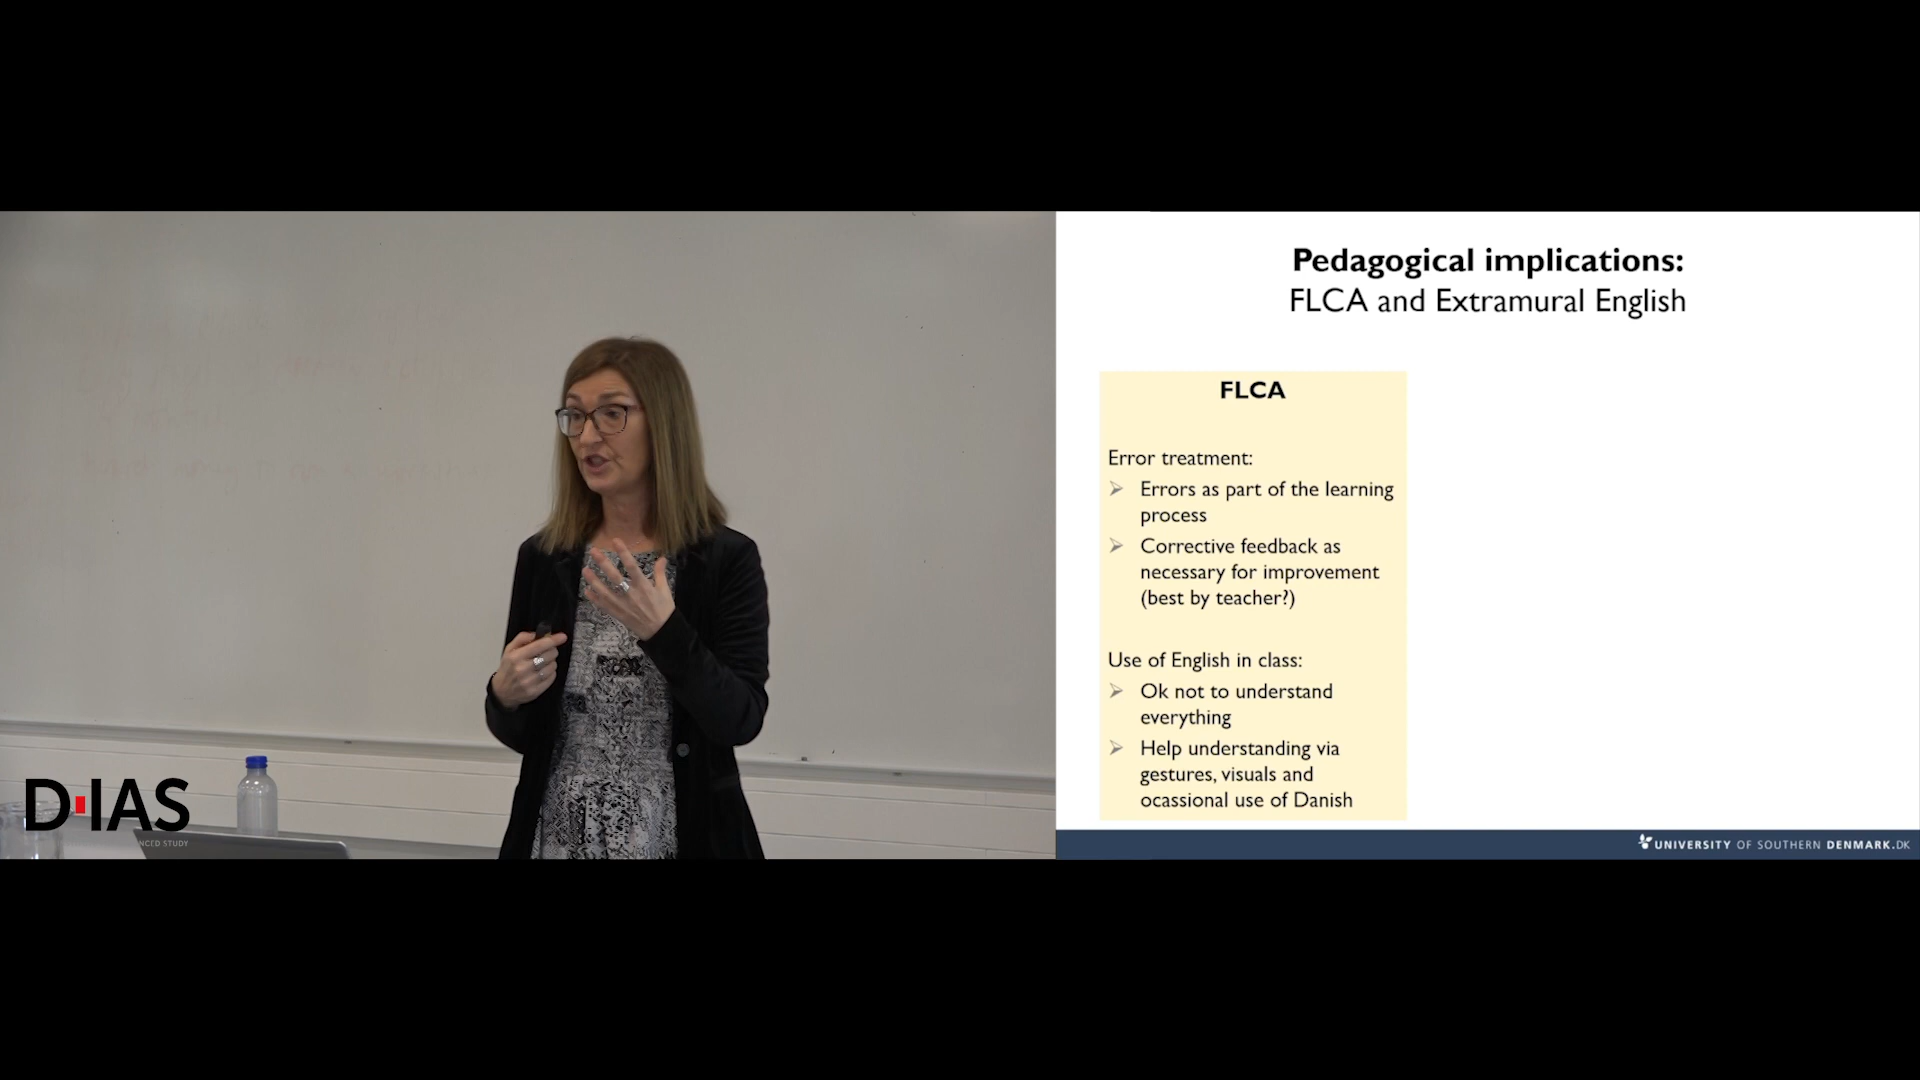 D-IAS
NCED STUDY
Pedagogical implications:
FLCA and Extramural English
FLCA
Error treatment:
Errors as part of the learning
process
Corrective feedback as
necessary for improvement
(best by teacher?)
Use of English in class:
Ok not to understand
everything
Help understanding via
gestures, visuals and
ocassional use of Danish
UNIVERSITY OF SOUTHERN DENMARK.DK